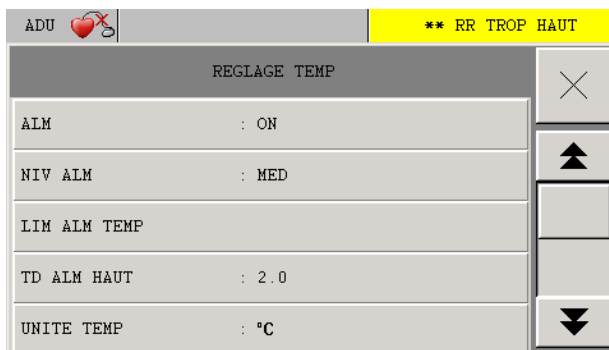 ADU ** RR TROP HAUT
REGLAGE TEMP
ALM : ON
NIV ALM : MED
LIM ALM TEMP
TD ALM HAUT : 2.0
UNITE TEMP : °C